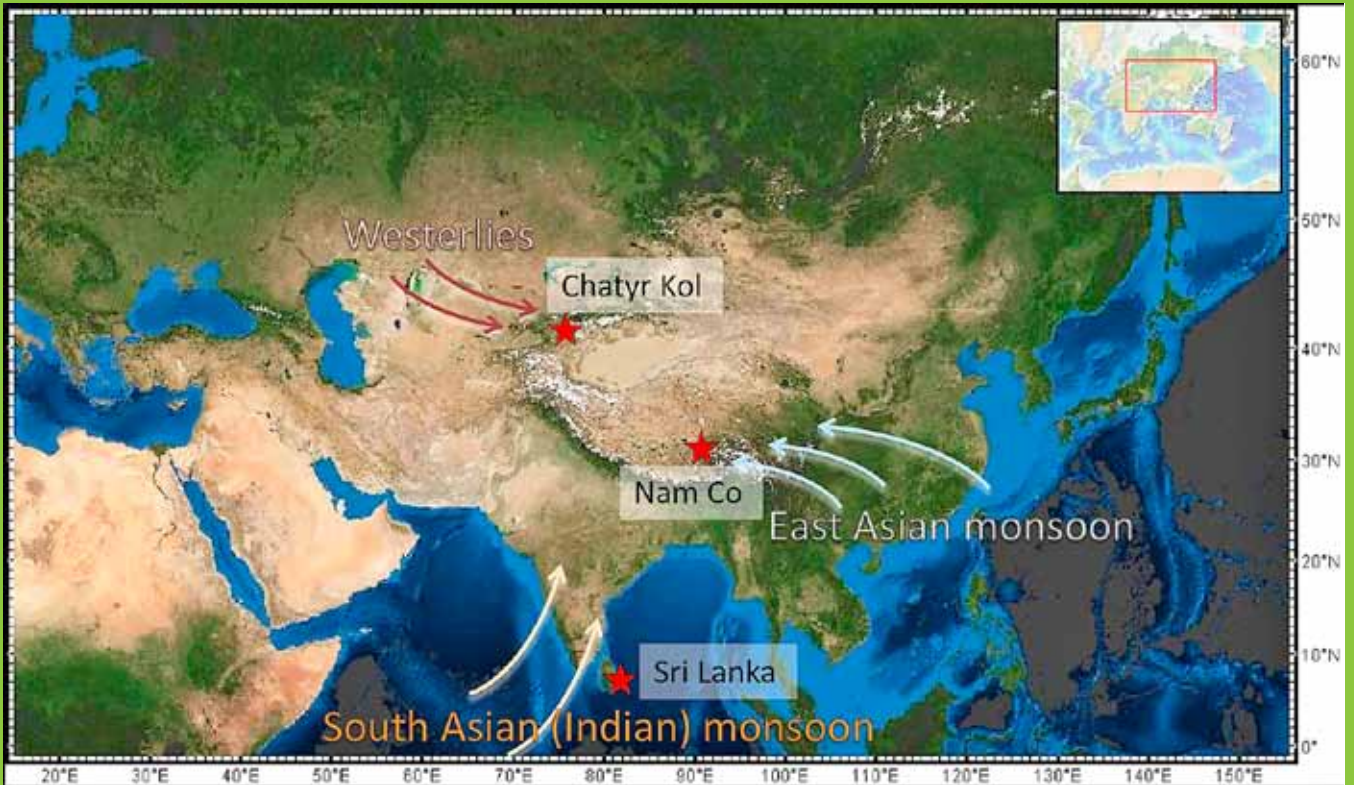 60°N
50°N
Westerlies
Chatyr Kol
40°N
30°N
Nam Co
East Asian monsoon
20°N
10°N
Sri Lanka
South Asian (Indian) monsoon
0°
20°E 30°E 40°E 50°E 60°E 70°E 80°E 90°E 100°E 110°E 120°E 130°E 140°E 150°E